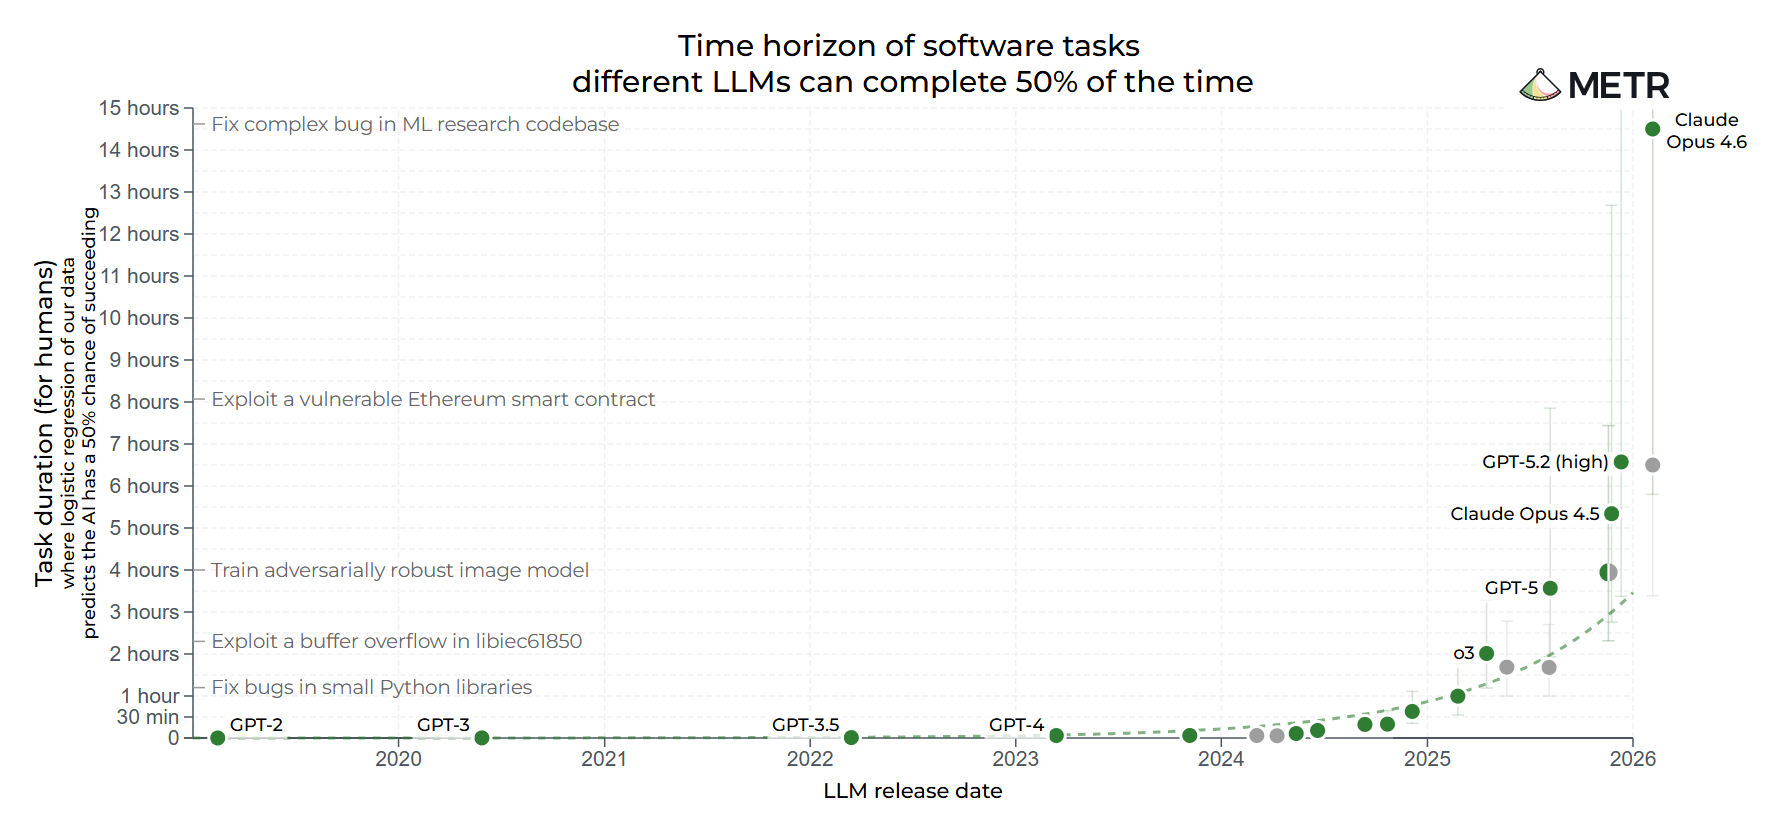 Time horizon of software tasks
different LLMs can complete 50% of the time
METR
Task duration (for humans)
where logistic regression of our data
predicts the AI has a 50% chance of succeeding
15 hours
14 hours
13 hours
12 hours
11 hours
10 hours
9 hours
8 hours
7 hours
6 hours
5 hours
4 hours
3 hours
2 hours
1 hour
30 min
0
Fix complex bug in ML research codebase
Exploit a vulnerable Ethereum smart contract
Train adversarially robust image model
Exploit a buffer overflow in libiec61850
Fix bugs in small Python libraries
GPT-2
GPT-3
GPT-3.5
GPT-4
o3
GPT-5
Claude Opus 4.5
GPT-5.2 (high)
Claude
Opus 4.6
2020
2021
2022
2023
2024
2025
2026
LLM release date